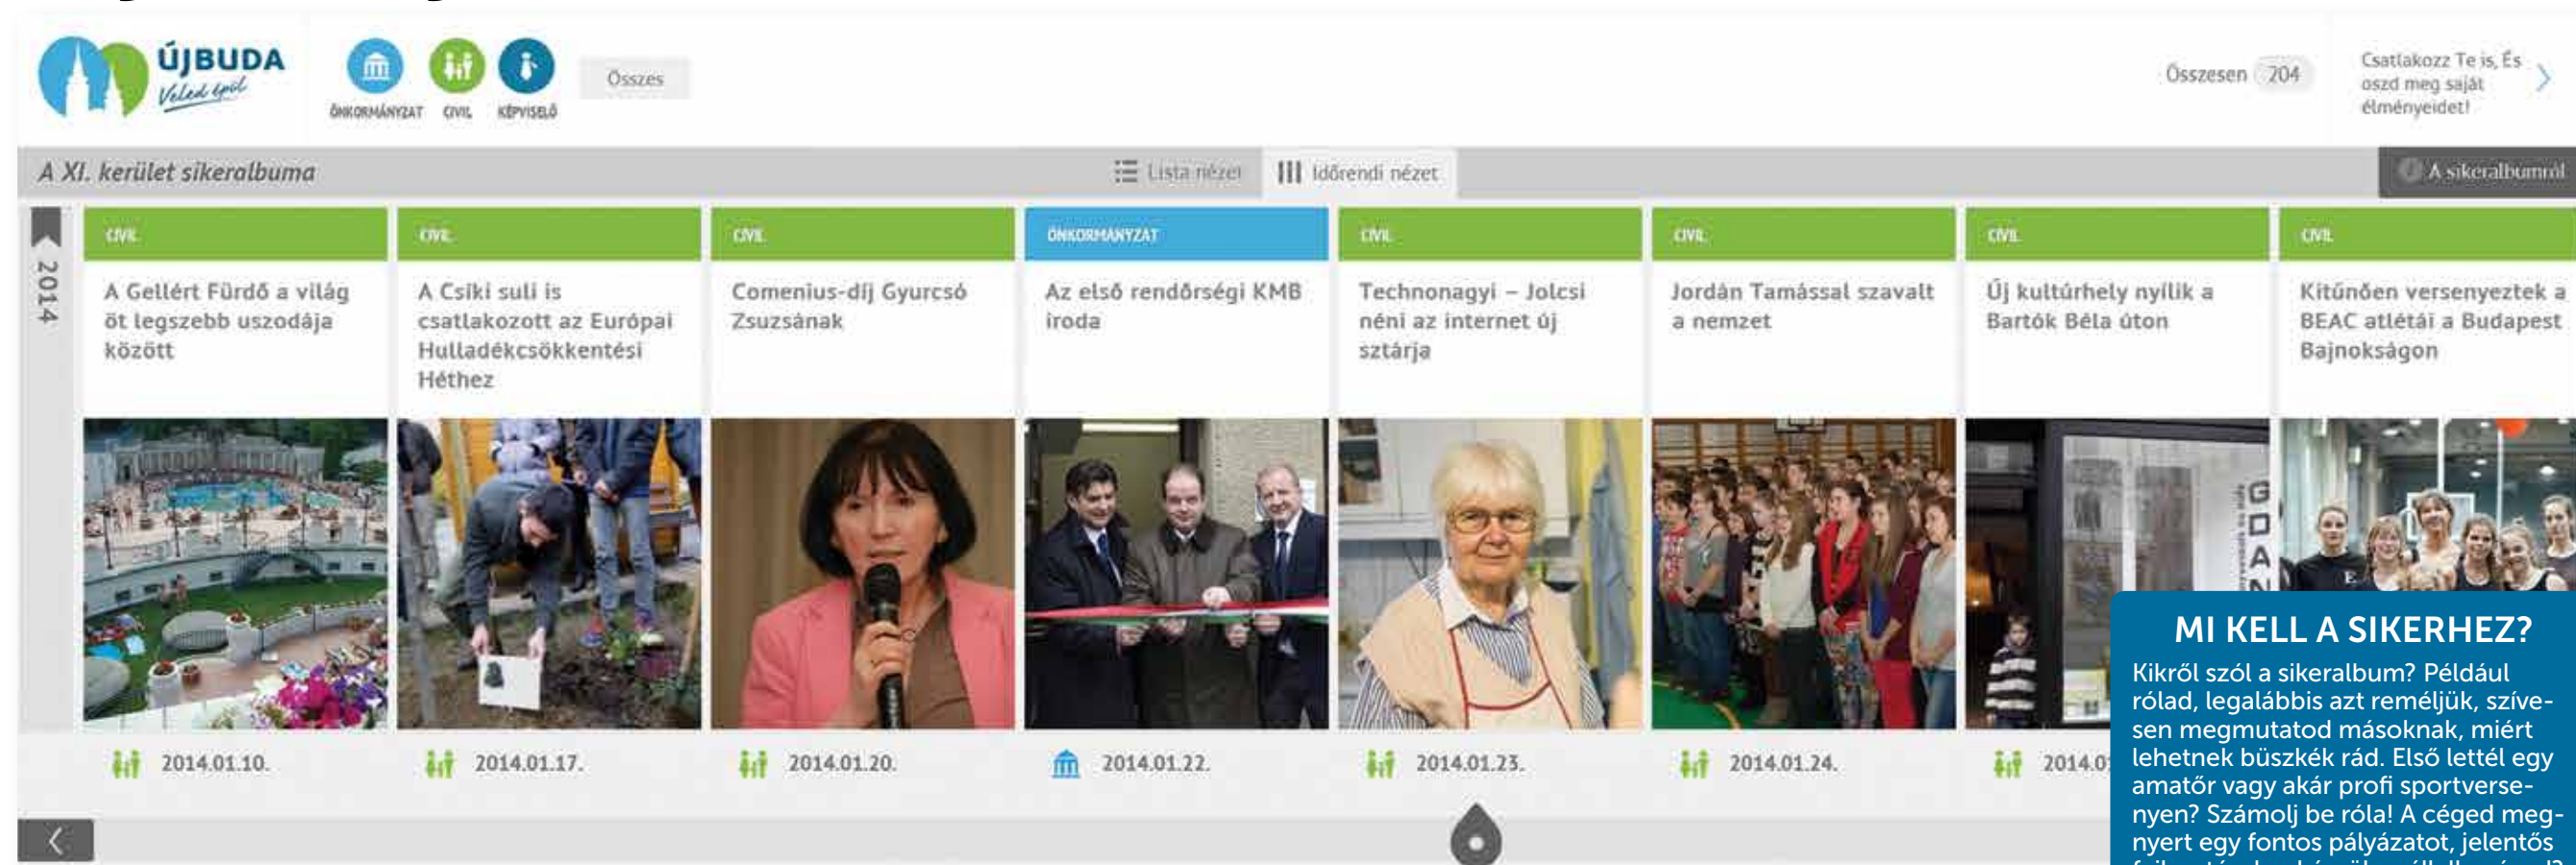 ÚJBUDA
Veled épül
ÖNKORMÁNYZAT
CIVIL
KÉPVISELŐ
Összes
Összesen 204
Csatlakozz Te is, És
oszd meg saját
élményeidet!
A XI. kerület sikeralbuma
Lista nézet
Időrendi nézet
A sikeralbumról
2014
CIVIL
A Gellért Fürdő a világ
öt legszebb uszodája
között
2014.01.10.
CIVIL
A Csíki suli is
csatlakozott az Európai
Hulladékcsökkentési
Héthez
2014.01.17.
CIVIL
Comenius-díj Gyurcsó
Zsuzsának
2014.01.20.
ÖNKORMÁNYZAT
Az első rendőrségi KMB
iroda
2014.01.22.
CIVIL
Technonagyi – Jolcsi
néni az internet új
sztárja
2014.01.23.
CIVIL
Jordán Tamással szavalt
a nemzet
2014.01.24.
CIVIL
Új kultúrhely nyílik a
Bartók Béla úton
GDAN
2014.0
CIVIL
Kitűnően versenyeztek a
BEAC atlétái a Budapest
Bajnokságon
MI KELL A SIKERHEZ?
Kikről szól a sikeralbum? Például
rólad, legalábbis azt reméljük, szíve-
sen megmutatod másoknak, miért
lehetnek büszkék rád. Első lettél egy
amatőr vagy akár profi sportverse-
nyen? Számolj be róla! A céged meg-
nyert egy fontos pályázatot, jelentős